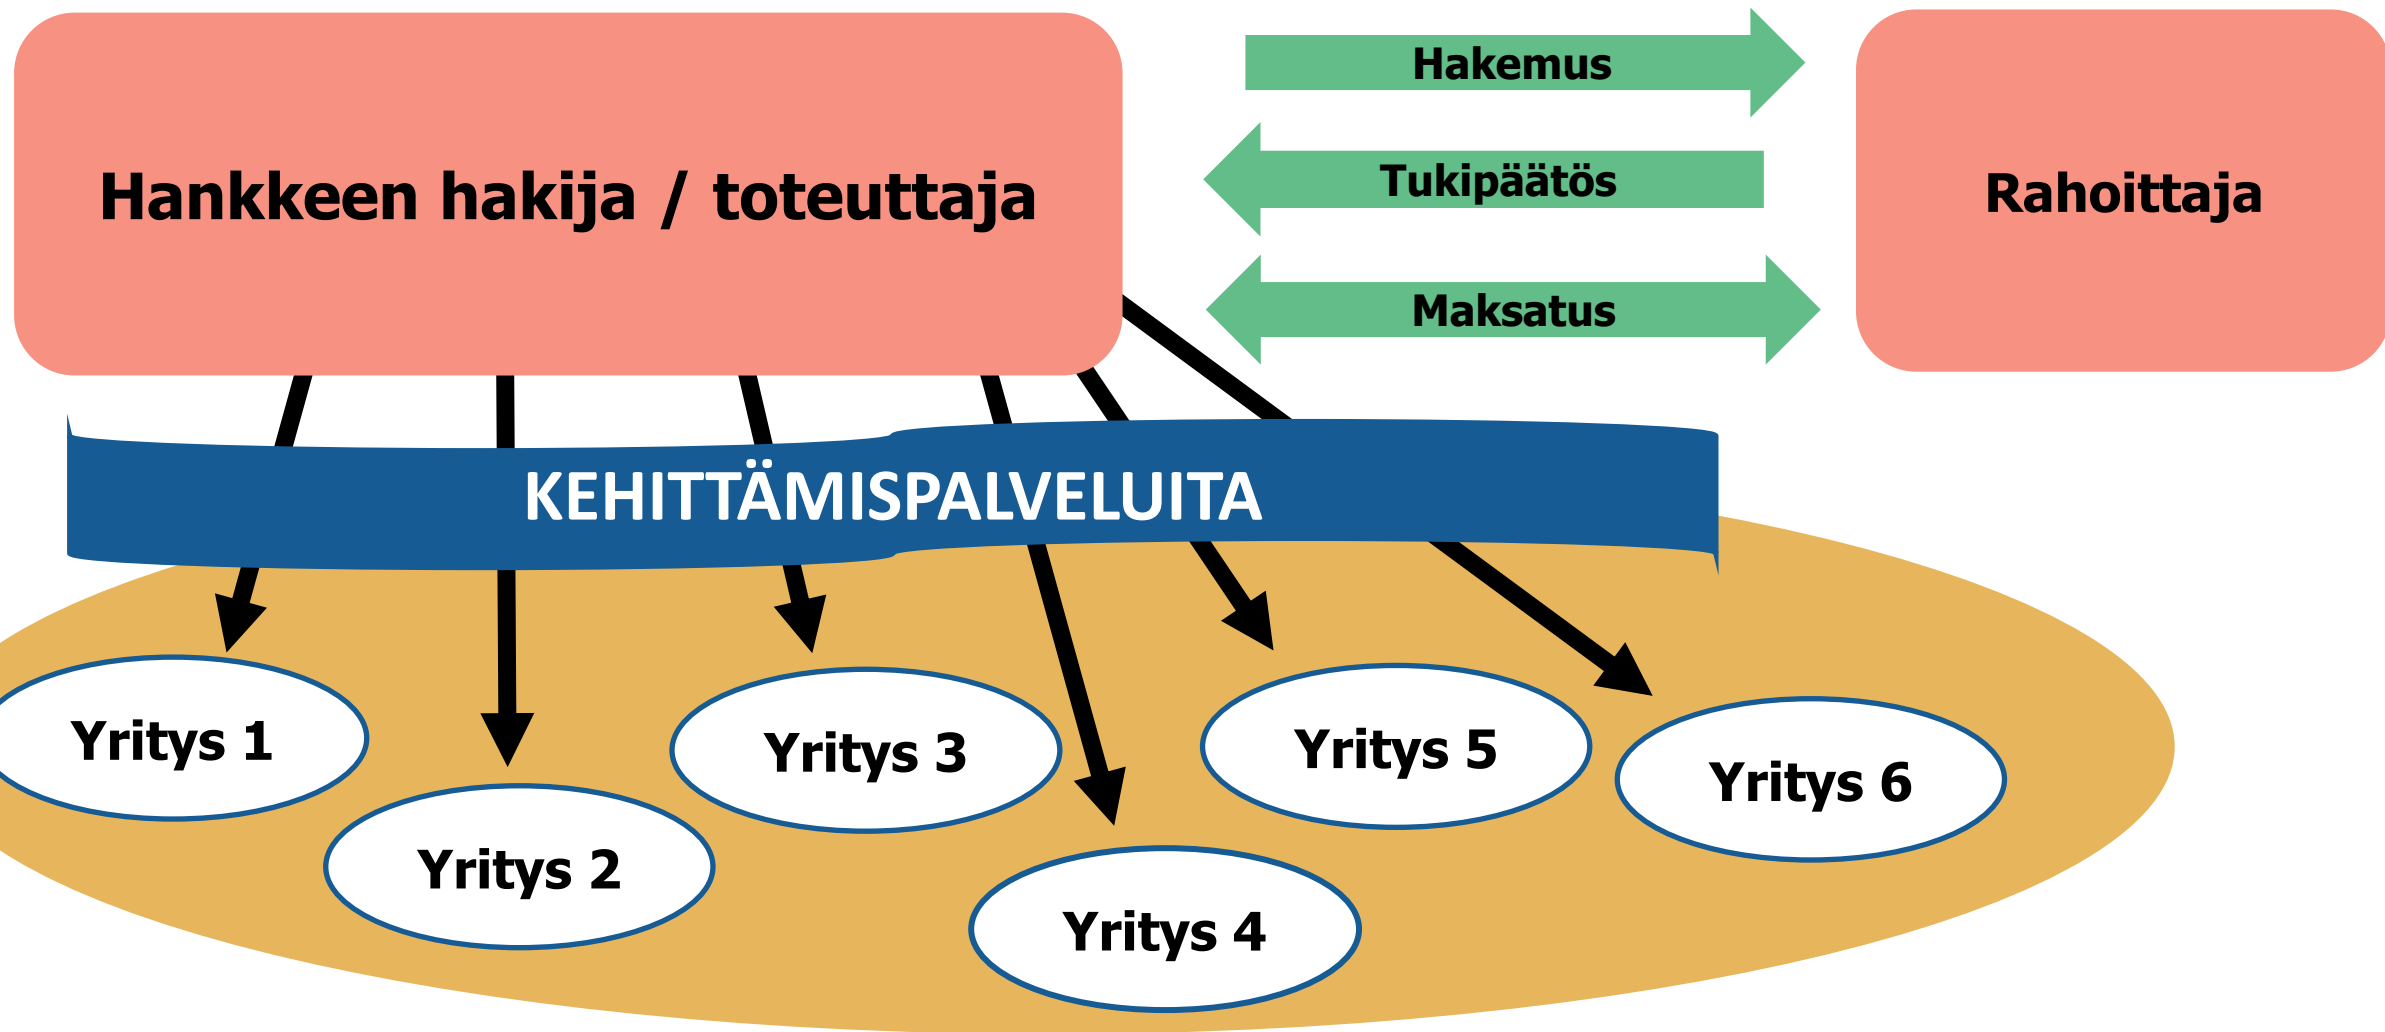 Hankkeen hakija / toteuttaja
Hakemus
Tukipäätös
Maksatus
Rahoittaja
KEHITTÄMISPALVELUITA
Yritys 1
Yritys 2
Yritys 3
Yritys 4
Yritys 5
Yritys 6